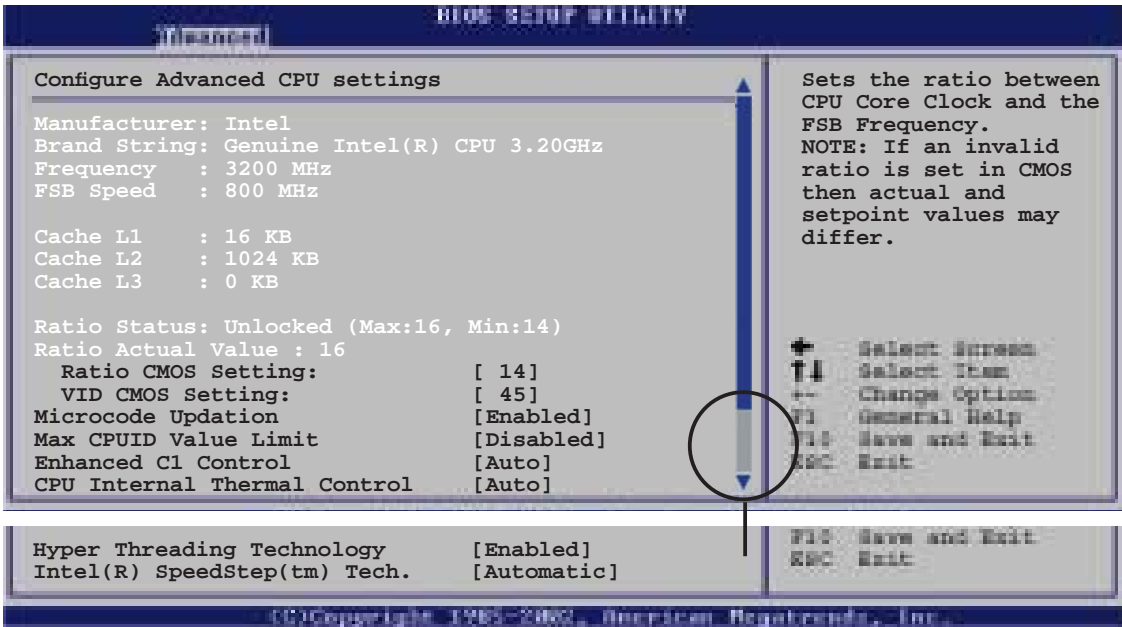 BIOS SETUP UTILITY
Advanced
Configure Advanced CPU settings
Manufacturer: Intel
Brand String: Genuine Intel(R) CPU 3.20GHz
Frequency   : 3200 MHz
FSB Speed   : 800 MHz
Cache L1    : 16 KB
Cache L2    : 1024 KB
Cache L3    : 0 KB
Ratio Status: Unlocked (Max:16, Min:14)
Ratio Actual Value : 16
Ratio CMOS Setting:          [ 14]
VID CMOS Setting:            [ 45]
Microcode Updation             [Enabled]
Max CPUID Value Limit          [Disabled]
Enhanced C1 Control            [Auto]
CPU Internal Thermal Control   [Auto]
Hyper Threading Technology     [Enabled]
Intel(R) SpeedStep(tm) Tech.   [Automatic]
Sets the ratio between
CPU Core Clock and the
FSB Frequency.
NOTE: If an invalid
ratio is set in CMOS
then actual and
setpoint values may
differ.
Select Screen
Select Item
+-   Change Option
F1   General Help
F10  Save and Exit
ESC  Exit
F10  Save and Exit
ESC  Exit
(C)Copyright 1985-2002, American Megatrends, Inc.